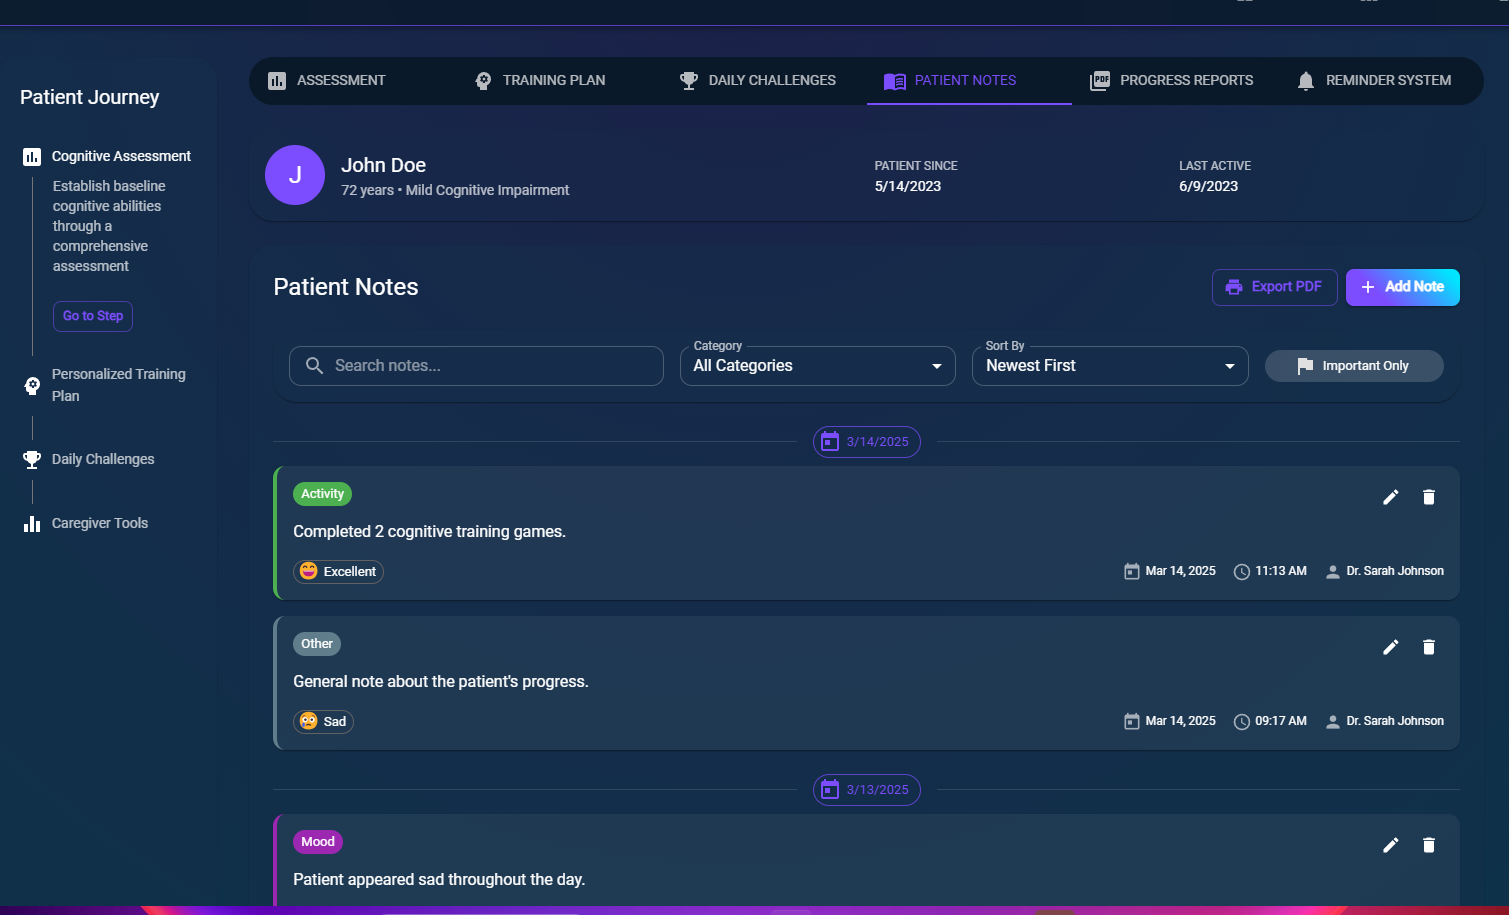 ASSESSMENT
TRAINING PLAN
DAILY CHALLENGES
PATIENT NOTES
PDF
PROGRESS REPORTS
REMINDER SYSTEM
Patient Journey
Cognitive Assessment
Establish baseline
cognitive abilities
through a
comprehensive
assessment
Go to Step
Personalized Training
Plan
Daily Challenges
Caregiver Tools
J
John Doe
72 years • Mild Cognitive Impairment
PATIENT SINCE
5/14/2023
LAST ACTIVE
6/9/2023
Patient Notes
Export PDF
Add Note
Search notes...
Category
All Categories
Sort By
Newest First
Important Only
3/14/2025
Activity
Completed 2 cognitive training games.
Excellent
Mar 14, 2025
11:13 AM
Dr. Sarah Johnson
Other
General note about the patient's progress.
Sad
Mar 14, 2025
09:17 AM
Dr. Sarah Johnson
3/13/2025
Mood
Patient appeared sad throughout the day.